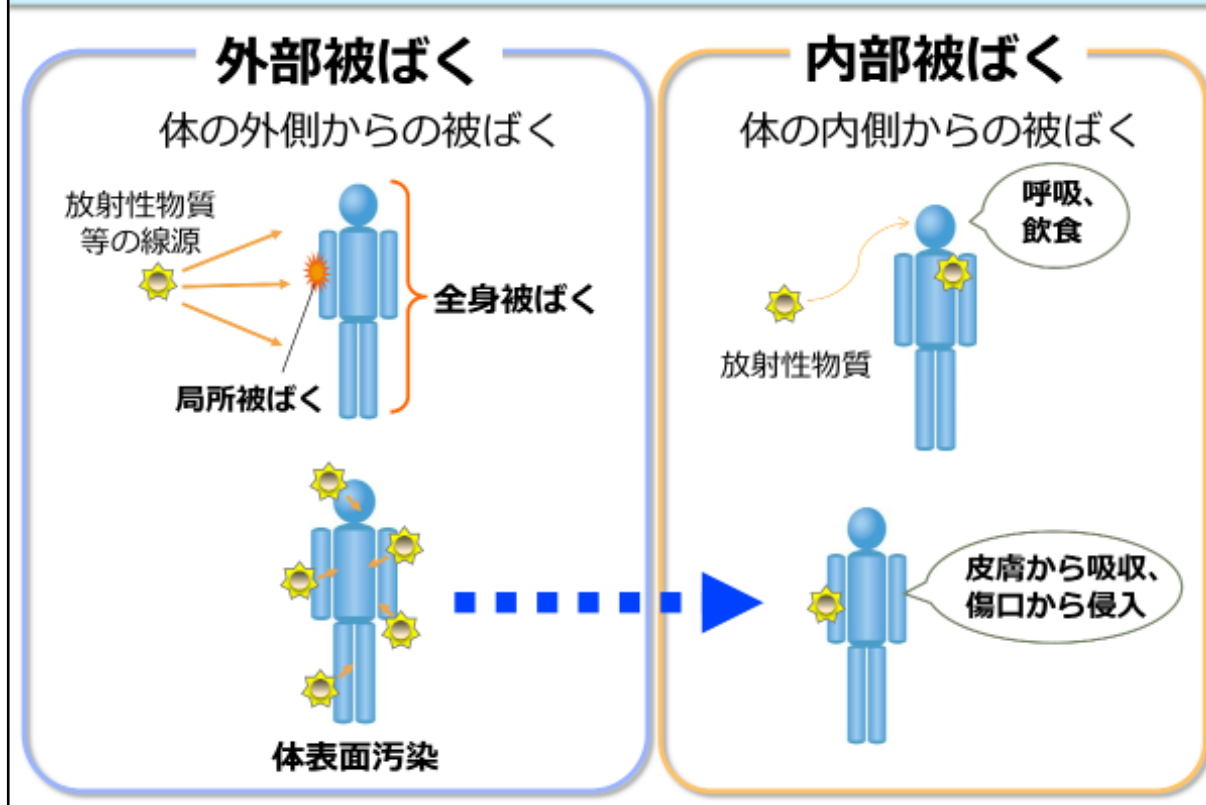 外部被ばく
体の外側からの被ばく
放射性物質
等の線源
全身被ばく
局所被ばく
体表面汚染
内部被ばく
体の内側からの被ばく
呼吸、
飲食
放射性物質
皮膚から吸収、
傷口から侵入